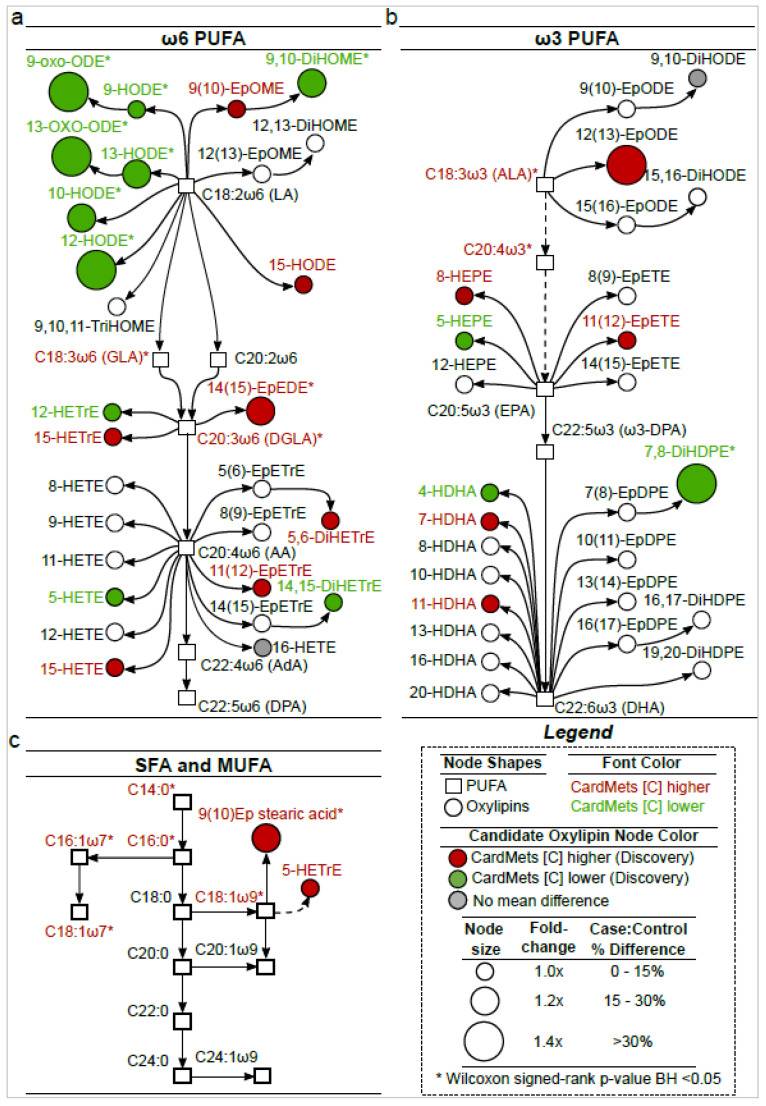 a
ω6 PUFA
9-oxo-ODE*
9-HODE*
9(10)-EpOME
9,10-DiHOME*
13-OXO-ODE*
12,13-DiHOME
13-HODE*
12(13)-EpOME
10-HODE*
C18:2ω6 (LA)
12-HODE*
15-HODE
9,10,11-TriHOME
C18:3ω6 (GLA)*
C20:2ω6
14(15)-EpEDE*
12-HETrE
15-HETrE
C20:3ω6 (DGLA)*
8-HETE
5(6)-EpETrE
9-HETE
8(9)-EpETrE
5,6-DiHETrE
11-HETE
C20:4ω6 (AA)
11(12)-EpETrE
5-HETE
14,15-DiHETrE
14(15)-EpETrE
12-HETE
16-HETE
15-HETE
C22:4ω6 (AdA)
C22:5ω6 (DPA)
b
ω3 PUFA
9,10-DiHODE
9(10)-EpODE
12(13)-EpODE
C18:3ω3 (ALA)*
15,16-DiHODE
15(16)-EpODE
C20:4ω3*
8-HEPE
8(9)-EpETE
5-HEPE
11(12)-EpETE
12-HEPE
14(15)-EpETE
C20:5ω3 (EPA)
C22:5ω3 (ω3-DPA)
7,8-DiHDPE*
4-HDHA
7(8)-EpDPE
7-HDHA
8-HDHA
10(11)-EpDPE
10-HDHA
13(14)-EpDPE
11-HDHA
16,17-DiHDPE
13-HDHA
16(17)-EpDPE
16-HDHA
19,20-DiHDPE
20-HDHA
C22:6ω3 (DHA)
c
SFA and MUFA
C14:0*
9(10)Ep stearic acid*
C16:1ω7*
C16:0*
5-HETrE
C18:0
C18:1ω9*
C18:1ω7*
C20:0
C20:1ω9
C22:0
C24:0
C24:1ω9
Legend
Node Shapes
Font Color
PUFA
CardMets [C] higher
Oxylipins
CardMets [C] lower
Candidate Oxylipin Node Color
CardMets [C] higher (Discovery)
CardMets [C] lower (Discovery)
No mean difference
Node size
Fold-change
Case:Control % Difference
1.0x
0 - 15%
1.2x
15 - 30%
1.4x
>30%
* Wilcoxon signed-rank p-value BH <0.05